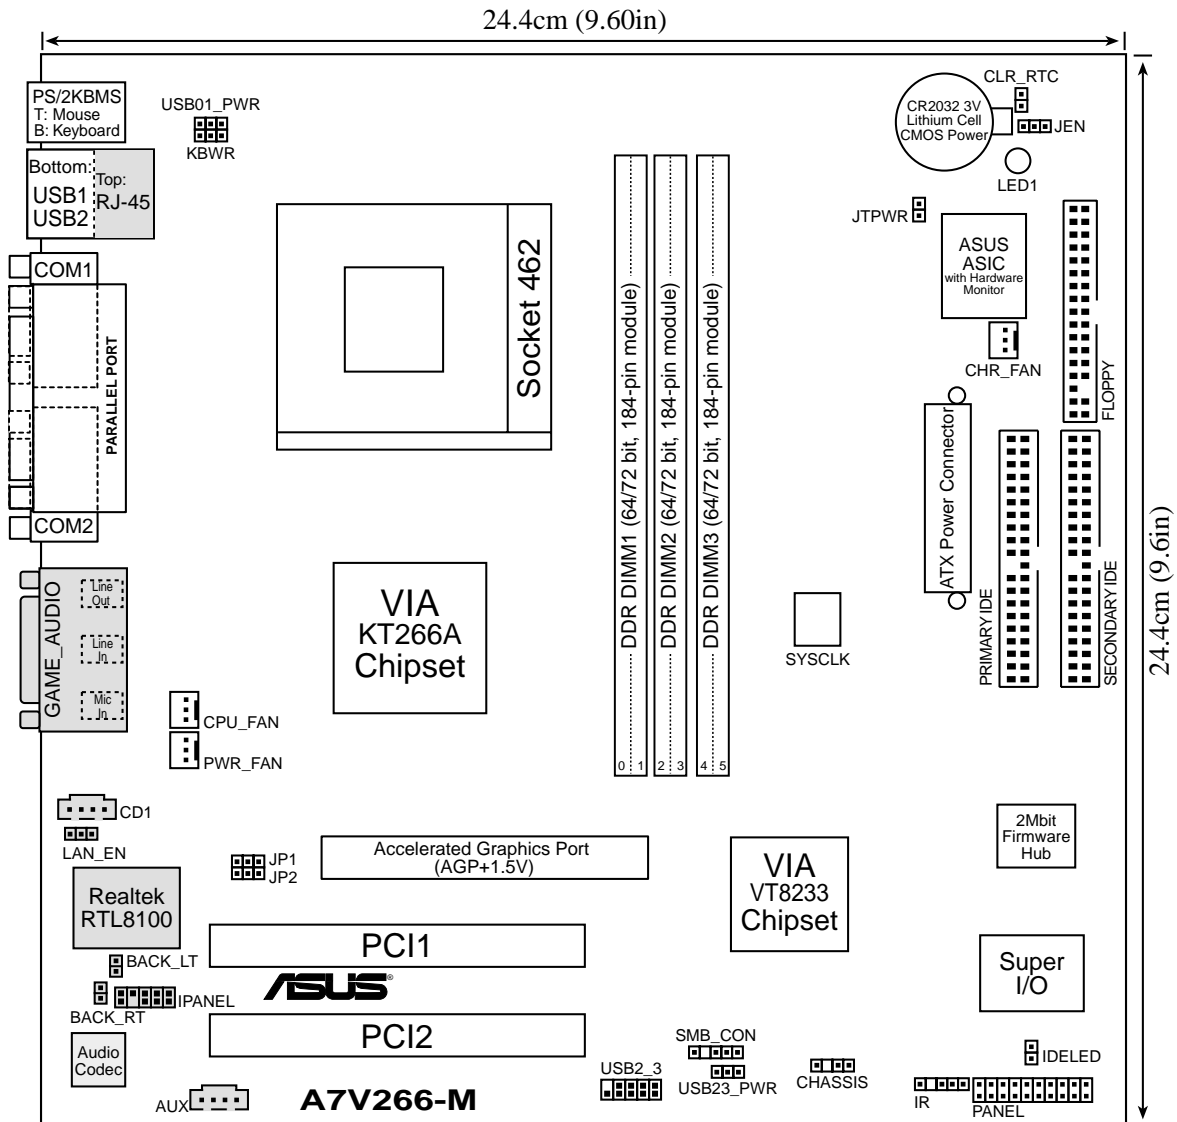 24.4cm (9.60in)
PS/2KBMS
T: Mouse
B: Keyboard
USB01_PWR
KBWR
CLR_RTC
CR2032 3V
Lithium Cell
CMOS Power
JEN
LED1
Bottom:
USB1
USB2
Top:
RJ-45
JTPWR
ASUS
ASIC
with Hardware
Monitor
COM1
PARALLEL PORT
COM2
Socket 462
CHR_FAN
FLOPPY
DDR DIMM1 (64/72 bit, 184-pin module)
DDR DIMM2 (64/72 bit, 184-pin module)
DDR DIMM3 (64/72 bit, 184-pin module)
0 1
2 3
4 5
ATX Power Connector
PRIMARY IDE
SECONDARY IDE
24.4cm (9.6in)
GAME_AUDIO
Line
Out
Line
In
Mic
In
VIA
KT266A
Chipset
SYSCLK
CPU_FAN
PWR_FAN
CD1
LAN_EN
JP1
JP2
Accelerated Graphics Port
(AGP+1.5V)
VIA
VT8233
Chipset
2Mbit
Firmware
Hub
Realtek
RTL8100
PCI1
BACK_LT
ASUS®
IPANEL
BACK_RT
PCI2
Super
I/O
Audio
Codec
SMB_CON
USB2_3
USB23_PWR
CHASSIS
IDELED
AUX
A7V266-M
IR
PANEL